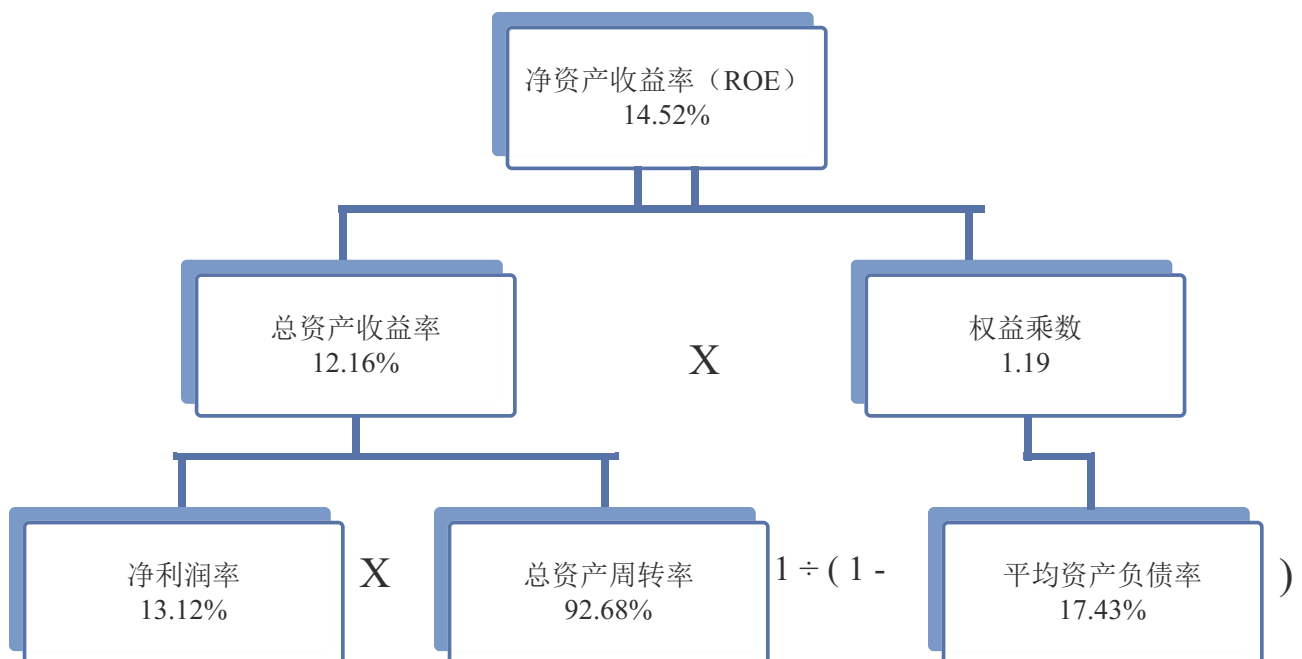 净资产收益率（ROE）
14.52%
总资产收益率
12.16%
X
权益乘数
1.19
净利润率
13.12%
X
总资产周转率
92.68%
1 ÷ ( 1 -
平均资产负债率
17.43%
)